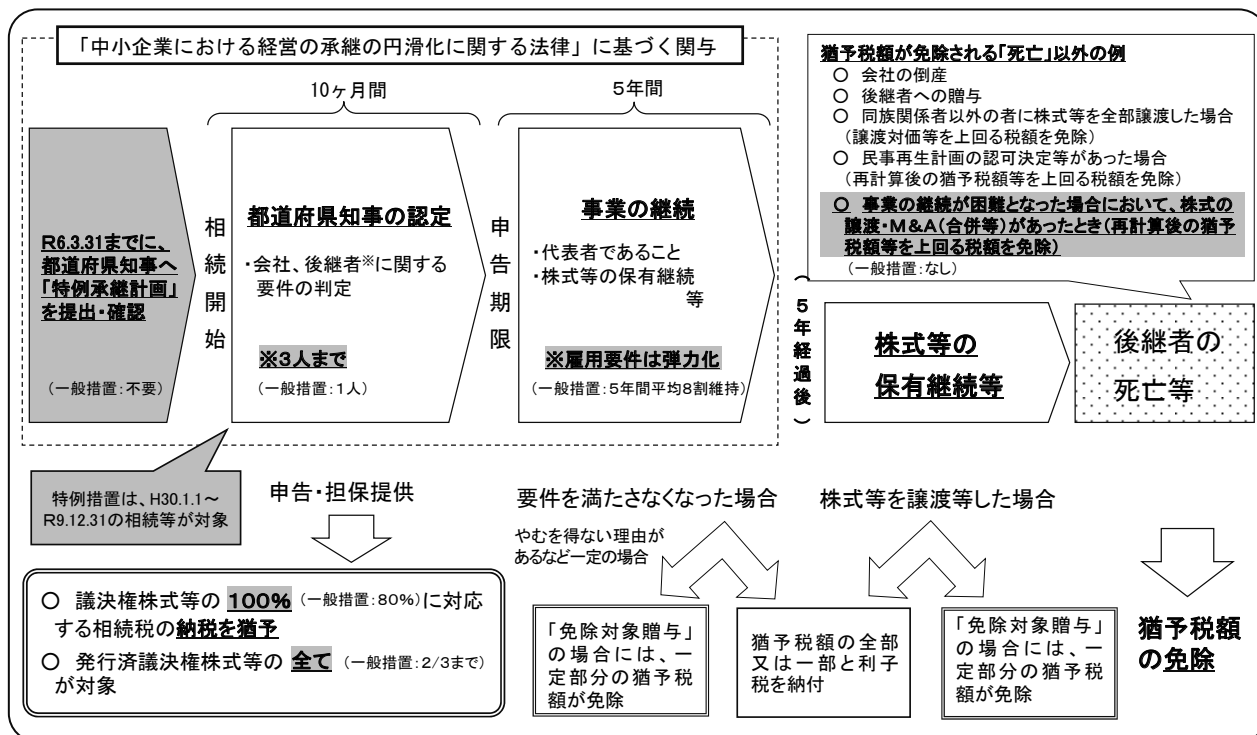 「中小企業における経営の承継の円滑化に関する法律」に基づく関与
10ヶ月間
5年間
R6.3.31までに、
都道府県知事へ
「特例承継計画」
を提出・確認
（一般措置：不要）
相続開始
都道府県知事の認定
・会社、後継者※に関する
要件の判定
※3人まで
（一般措置：1人）
申告期限
事業の継続
・代表者であること
・株式等の保有継続
等
※雇用要件は弾力化
（一般措置：5年間平均8割維持）
（5年経過後）
猶予税額が免除される「死亡」以外の例
○ 会社の倒産
○ 後継者への贈与
○ 同族関係者以外の者に株式等を全部譲渡した場合
（譲渡対価等を上回る税額を免除）
○ 民事再生計画の認可決定等があった場合
（再計算後の猶予税額等を上回る税額を免除）
○ 事業の継続が困難となった場合において、株式の
譲渡・M&A（合併等）があったとき（再計算後の猶予
税額等を上回る税額を免除）
（一般措置：なし）
株式等の
保有継続等
後継者の
死亡等
特例措置は、H30.1.1～
R9.12.31の相続等が対象
申告・担保提供
○ 議決権株式等の 100% （一般措置：80%）に対応
する相続税の納税を猶予
○ 発行済議決権株式等の 全て （一般措置：2/3まで）
が対象
要件を満たさなくなった場合
やむを得ない理由が
あるなど一定の場合
株式等を譲渡等した場合
「免除対象贈与」
の場合には、一
定部分の猶予税
額が免除
猶予税額の全部
又は一部と利子
税を納付
「免除対象贈与」
の場合には、一
定部分の猶予税
額が免除
猶予税額
の免除